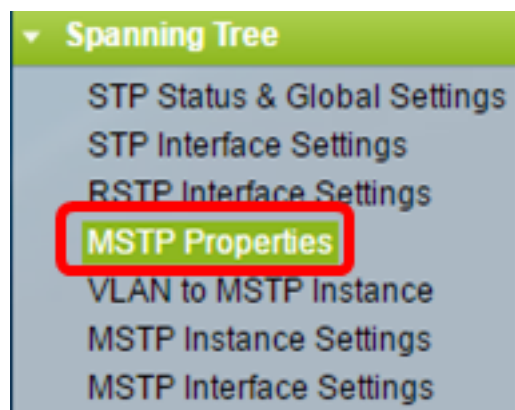 Spanning Tree
STP Status & Global Settings
STP Interface Settings
RSTP Interface Settings
MSTP Properties
VLAN to MSTP Instance
MSTP Instance Settings
MSTP Interface Settings